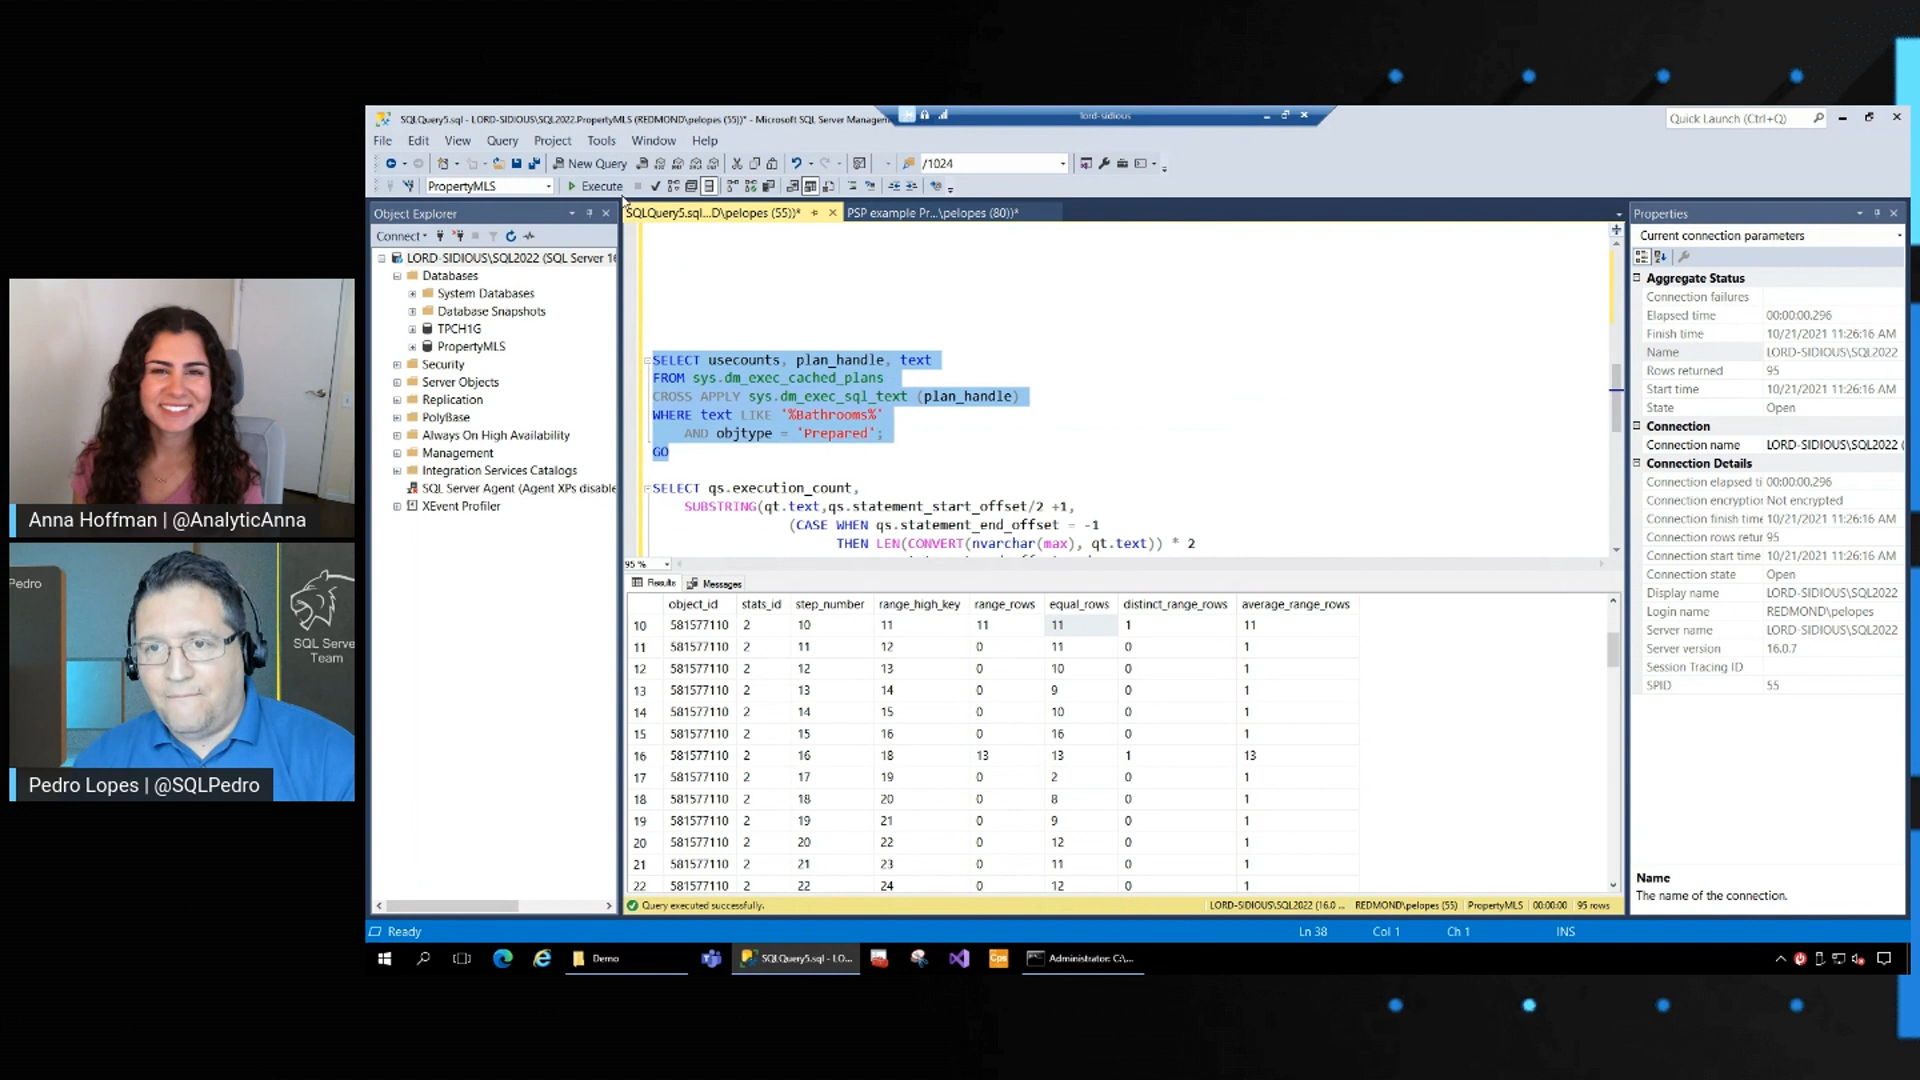 SQLQuery5.sql - LORD-SIDIOUS\SQL2022.PropertyMLS (REDMOND\pelopes (55))* - Microsoft SQL Server Managem
lord-sidious
Quick Launch (Ctrl+Q)
File Edit View Query Project Tools Window Help
New Query
/1024
PropertyMLS
Execute
Object Explorer
SQLQuery5.sql...D\pelopes (55))*
PSP example Pr...\pelopes (80))*
Connect
LORD-SIDIOUS\SQL2022 (SQL Server 16
Databases
System Databases
Database Snapshots
TPCH1G
PropertyMLS
Security
Server Objects
Replication
PolyBase
Always On High Availability
Management
Integration Services Catalogs
SQL Server Agent (Agent XPs disable
XEvent Profiler
SELECT usecounts, plan_handle, text
FROM sys.dm_exec_cached_plans
CROSS APPLY sys.dm_exec_sql_text (plan_handle)
WHERE text LIKE '%Bathrooms%'
AND objtype = 'Prepared';
GO
SELECT qs.execution_count,
SUBSTRING(qt.text,qs.statement_start_offset/2 +1,
(CASE WHEN qs.statement_end_offset = -1
THEN LEN(CONVERT(nvarchar(max), qt.text)) * 2
95 %
Results Messages
object_id stats_id step_number range_high_key range_rows equal_rows distinct_range_rows average_range_rows
10 581577110 2 10 11 11 11 1 11
11 581577110 2 11 12 0 11 0 1
12 581577110 2 12 13 0 10 0 1
13 581577110 2 13 14 0 9 0 1
14 581577110 2 14 15 0 10 0 1
15 581577110 2 15 16 0 16 0 1
16 581577110 2 16 18 13 13 1 13
17 581577110 2 17 19 0 2 0 1
18 581577110 2 18 20 0 8 0 1
19 581577110 2 19 21 0 9 0 1
20 581577110 2 20 22 0 12 0 1
21 581577110 2 21 23 0 11 0 1
22 581577110 2 22 24 0 12 0 1
Query executed successfully.
LORD-SIDIOUS\SQL2022 (16.0 ... REDMOND\pelopes (55) PropertyMLS 00:00:00 95 rows
Properties
Current connection parameters
Aggregate Status
Connection failures
Elapsed time 00:00:00.296
Finish time 10/21/2021 11:26:16 AM
Name LORD-SIDIOUS\SQL2022
Rows returned 95
Start time 10/21/2021 11:26:16 AM
State Open
Connection
Connection name LORD-SIDIOUS\SQL2022 (
Connection Details
Connection elapsed ti 00:00:00.296
Connection encryptior Not encrypted
Connection finish time 10/21/2021 11:26:16 AM
Connection rows retur 95
Connection start time 10/21/2021 11:26:16 AM
Connection state Open
Display name LORD-SIDIOUS\SQL2022
Login name REDMOND\pelopes
Server name LORD-SIDIOUS\SQL2022
Server version 16.0.7
Session Tracing ID
SPID 55
Name
The name of the connection.
Ready
Ln 38 Col 1 Ch 1 INS
Demo
SQLQuery5.sql - LO...
Cps
Administrator: C:\...
Anna Hoffman | @AnalyticAnna
Pedro
SQL Serve
Team
Pedro Lopes | @SQLPedro